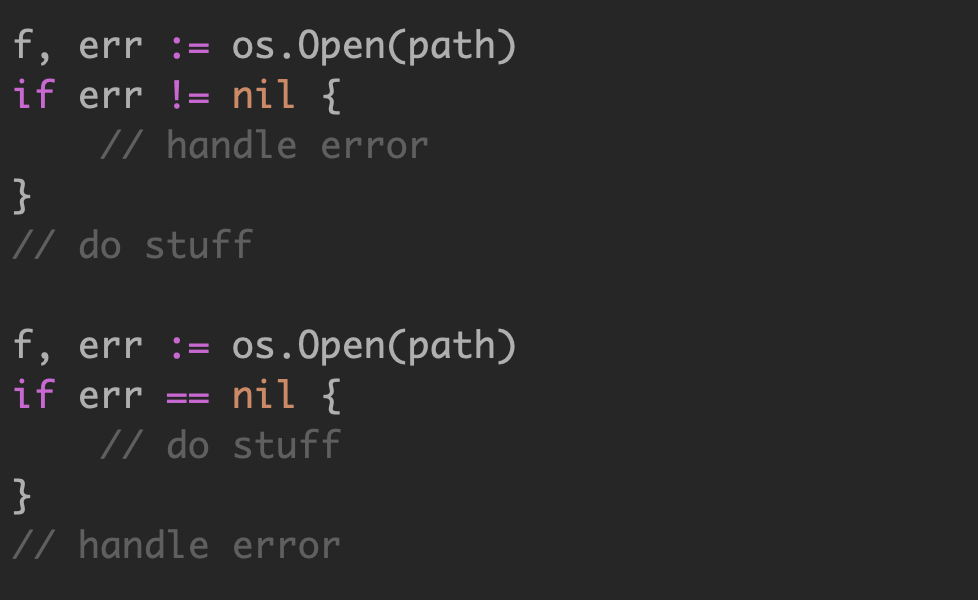 f, err := os.Open(path)
if err != nil {
    // handle error
}
// do stuff

f, err := os.Open(path)
if err == nil {
    // do stuff
}
// handle error